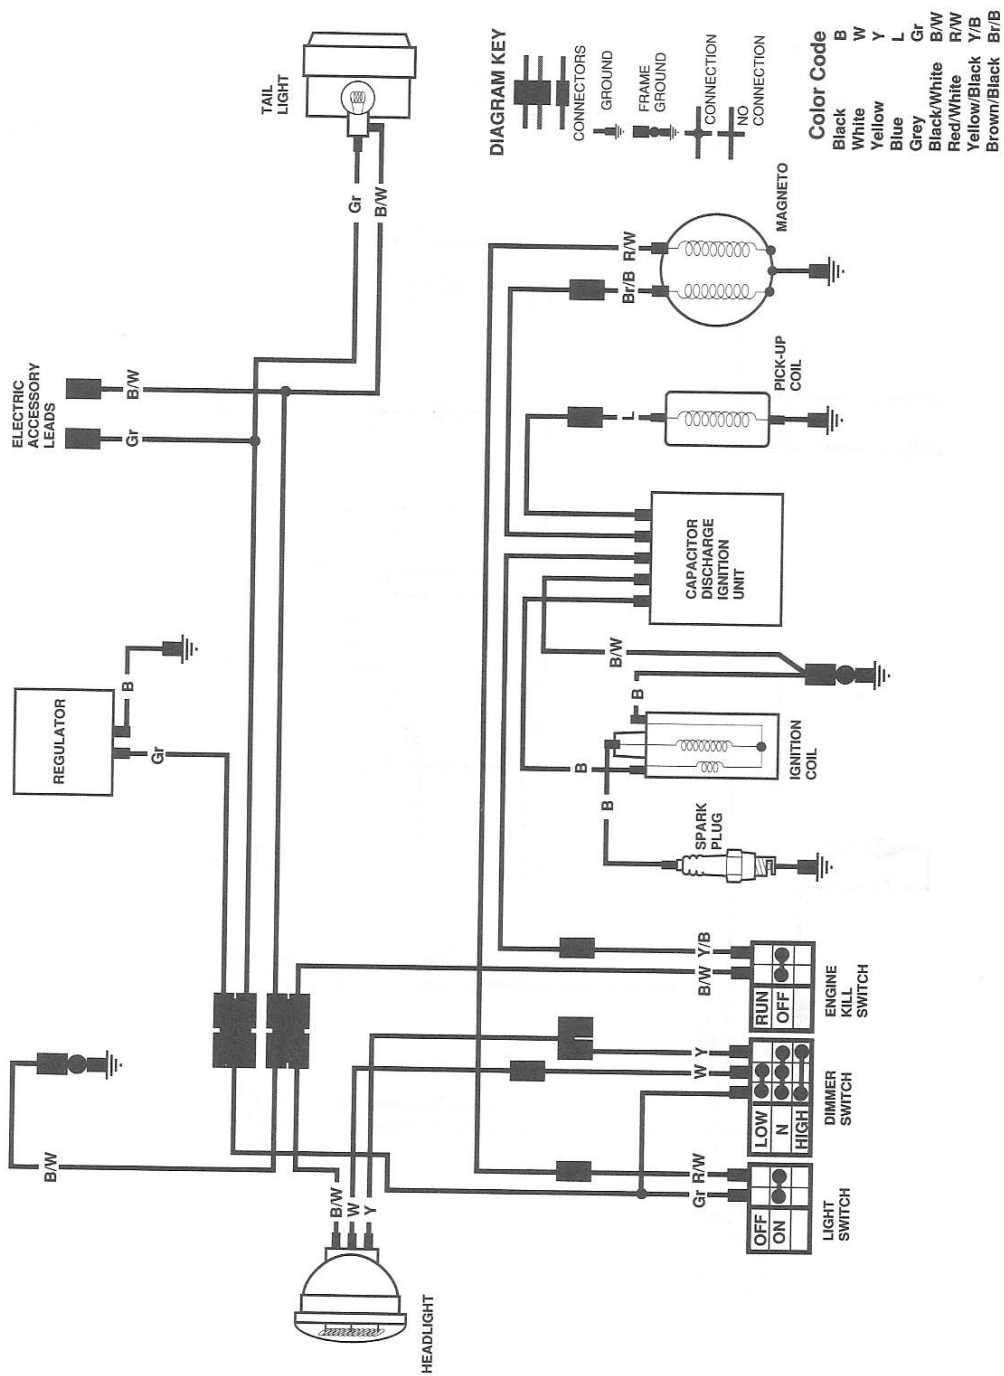 TAIL
LIGHT
Gr
B/W
ELECTRIC
ACCESSORY
LEADS
B/W
Gr
DIAGRAM KEY
CONNECTORS
GROUND
FRAME
GROUND
CONNECTION
NO
CONNECTION
Color Code
Black B
White W
Yellow Y
Blue L
Grey Gr
Black/White B/W
Red/White R/W
Yellow/Black Y/B
Brown/Black Br/B
R/W
Br/B
MAGNETO
L
PICK-UP
COIL
CAPACITOR
DISCHARGE
IGNITION
UNIT
REGULATOR
B
Gr
B/W
B
B
B
IGNITION
COIL
SPARK
PLUG
Y/B
B/W
RUN
OFF
ENGINE
KILL
SWITCH
Y
W
LOW
N
HIGH
DIMMER
SWITCH
R/W
Gr
OFF
ON
LIGHT
SWITCH
B/W
B/W
W
Y
HEADLIGHT